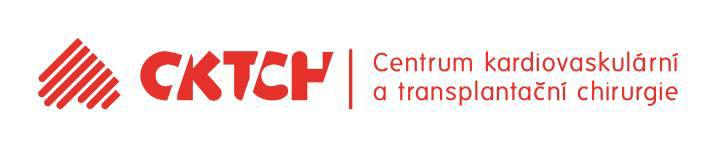 CKTCH
Centrum kardiovaskulární
a transplantační chirurgie